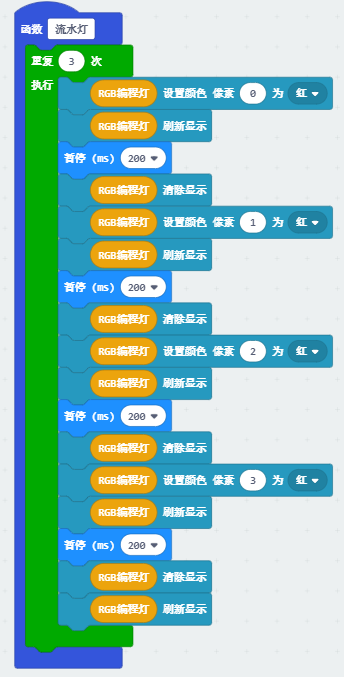 函数 流水灯
重复 3 次
执行
RGB编程灯 设置颜色 像素 0 为 红
RGB编程灯 刷新显示
暂停 (ms) 200
RGB编程灯 清除显示
RGB编程灯 设置颜色 像素 1 为 红
RGB编程灯 刷新显示
暂停 (ms) 200
RGB编程灯 清除显示
RGB编程灯 设置颜色 像素 2 为 红
RGB编程灯 刷新显示
暂停 (ms) 200
RGB编程灯 清除显示
RGB编程灯 设置颜色 像素 3 为 红
RGB编程灯 刷新显示
暂停 (ms) 200
RGB编程灯 清除显示
RGB编程灯 刷新显示